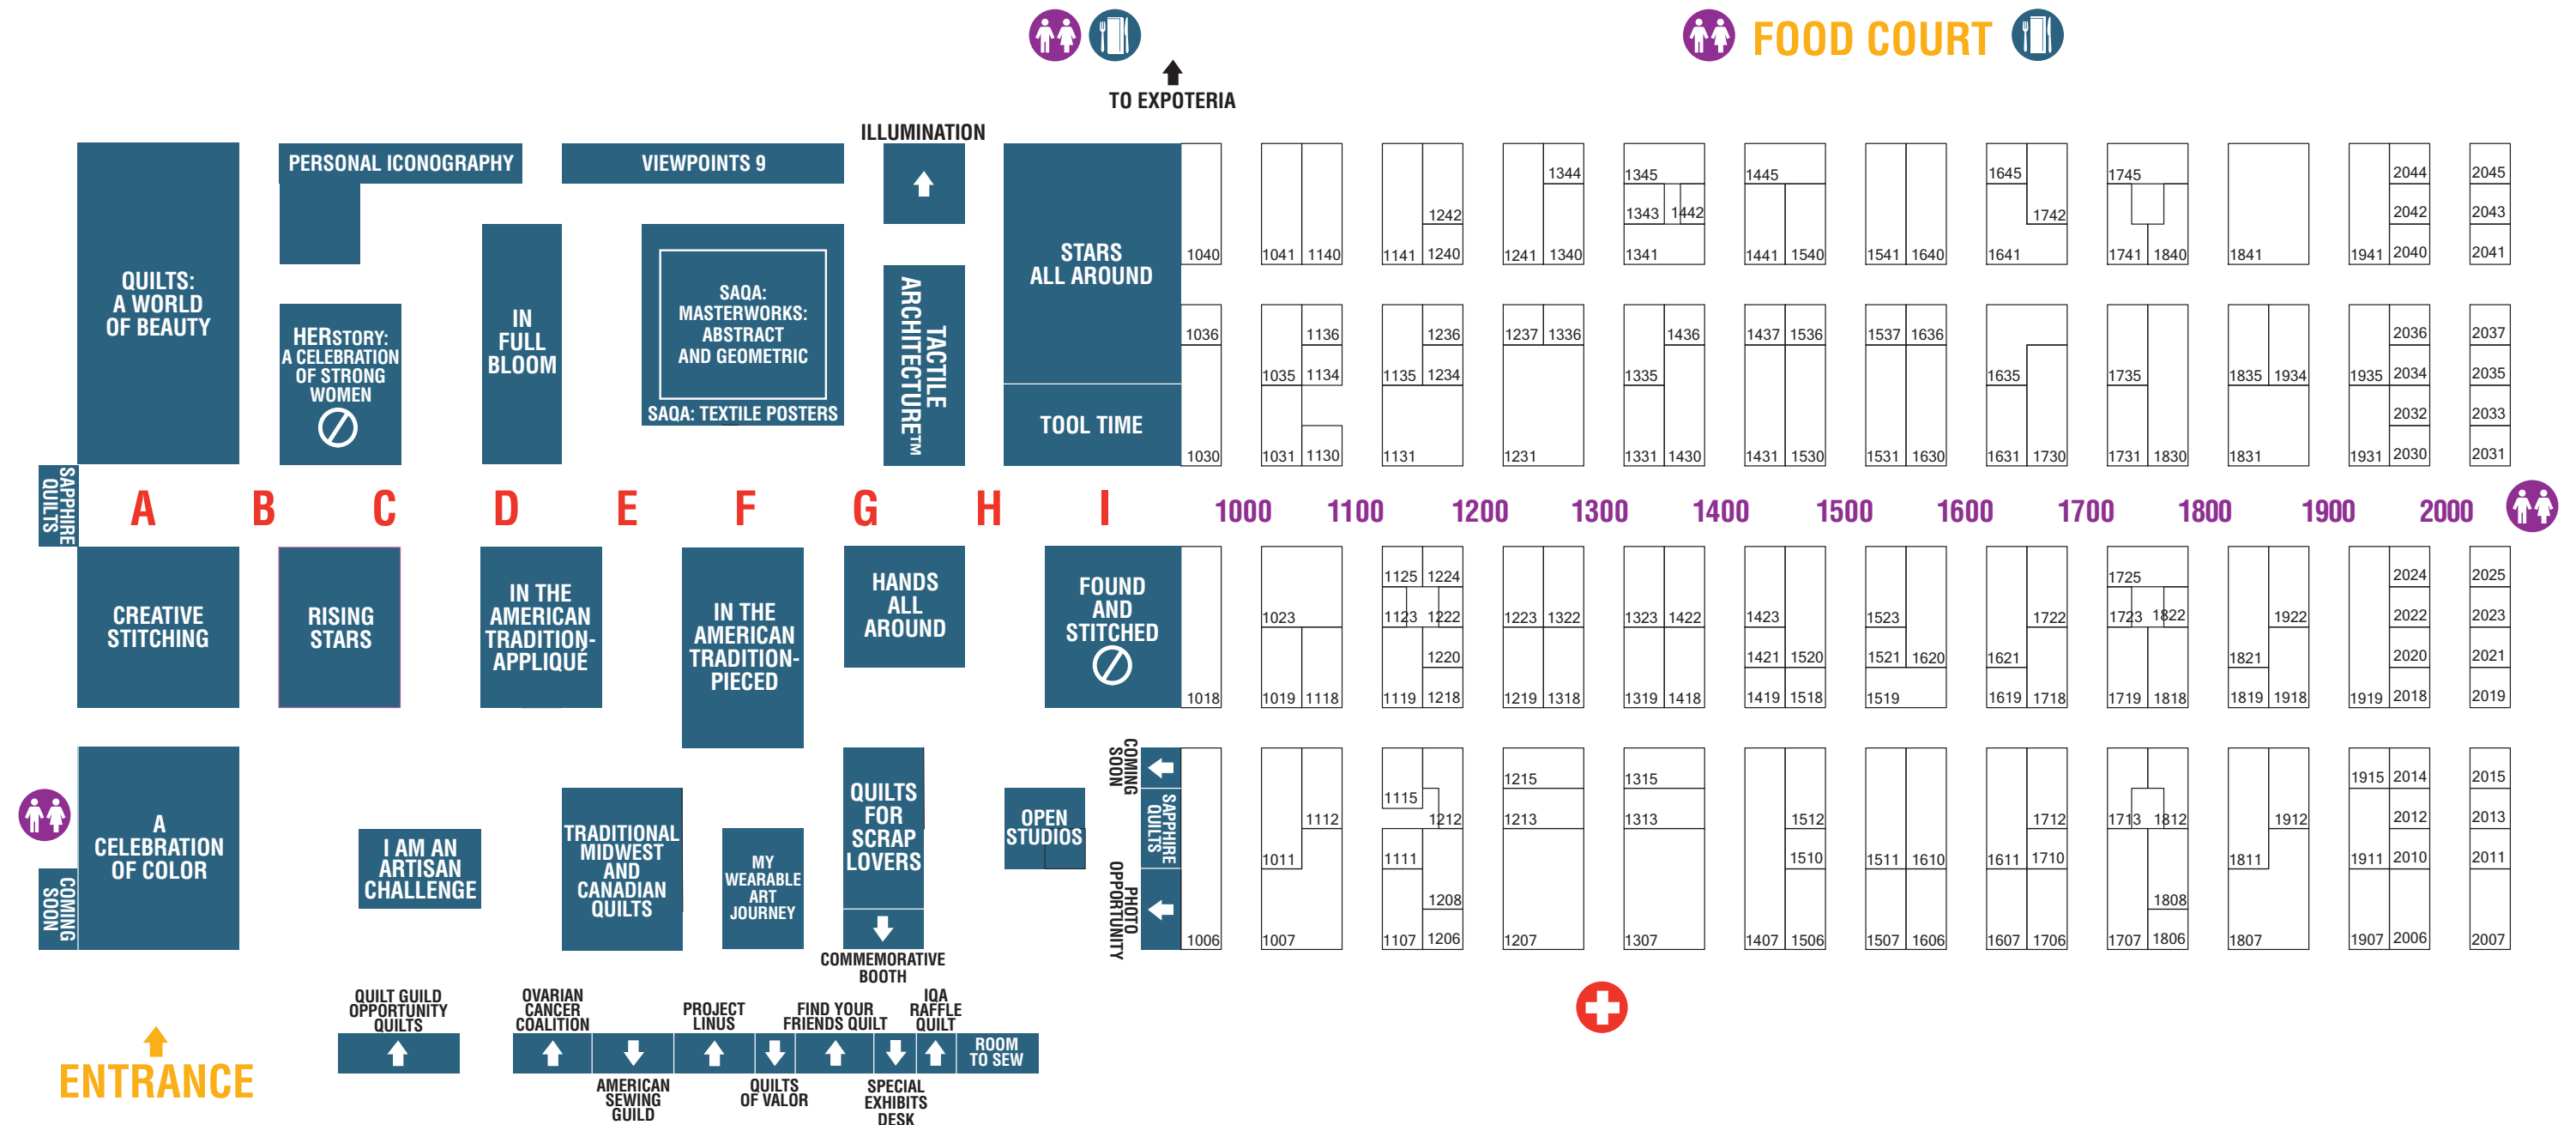 FOOD COURT
TO EXPOTERIA
ILLUMINATION
PERSONAL ICONOGRAPHY
VIEWPOINTS 9
QUILTS:
A WORLD
OF BEAUTY
HERSTORY:
A CELEBRATION
OF STRONG
WOMEN
IN
FULL
BLOOM
SAQA:
MASTERWORKS:
ABSTRACT
AND GEOMETRIC
SAQA: TEXTILE POSTERS
TACTILE
ARCHITECTURE™
STARS
ALL AROUND
TOOL TIME
1344 1345 1445 1645 1745 2044 2045
1242 1343 1442 1742 2042 2043
1040 1041 1140 1141 1240 1241 1340 1341 1441 1540 1541 1640 1641 1741 1840 1841 1941 2040 2041
1036 1136 1236 1237 1336 1436 1437 1536 1537 1636 2036 2037
1035 1134 1135 1234 1335 1635 1735 1835 1934 1935 2034 2035
2032 2033
1030 1031 1130 1131 1231 1331 1430 1431 1530 1531 1630 1631 1730 1731 1830 1831 1931 2030 2031
SAPPHIRE
QUILTS
A B C D E F G H I 1000 1100 1200 1300 1400 1500 1600 1700 1800 1900 2000
CREATIVE
STITCHING
RISING
STARS
IN THE
AMERICAN
TRADITION-
APPLIQUÉ
IN THE
AMERICAN
TRADITION-
PIECED
HANDS
ALL
AROUND
FOUND
AND
STITCHED
1125 1224 1725 2024 2025
1023 1123 1222 1223 1322 1323 1422 1423 1523 1722 1723 1822 1922 2022 2023
1220 1421 1520 1521 1620 1621 1821 2020 2021
1018 1019 1118 1119 1218 1219 1318 1319 1418 1419 1518 1519 1619 1718 1719 1818 1819 1918 1919 2018 2019
A
CELEBRATION
OF COLOR
COMING
SOON
I AM AN
ARTISAN
CHALLENGE
TRADITIONAL
MIDWEST
AND
CANADIAN
QUILTS
MY
WEARABLE
ART
JOURNEY
QUILTS
FOR
SCRAP
LOVERS
COMMEMORATIVE
BOOTH
OPEN
STUDIOS
COMING
SOON
SAPPHIRE
QUILTS
PHOTO
OPPORTUNITY
1215 1315 1915 2014 2015
1115
1112 1212 1213 1313 1512 1712 1713 1812 1912 2012 2013
1011 1111 1510 1511 1610 1611 1710 1811 1911 2010 2011
1208 1808
1006 1007 1107 1206 1207 1307 1407 1506 1507 1606 1607 1706 1707 1806 1807 1907 2006 2007
ENTRANCE
QUILT GUILD
OPPORTUNITY
QUILTS
OVARIAN
CANCER
COALITION
AMERICAN
SEWING
GUILD
PROJECT
LINUS
QUILTS
OF VALOR
FIND YOUR
FRIENDS QUILT
SPECIAL
EXHIBITS
DESK
IQA
RAFFLE
QUILT
ROOM
TO SEW